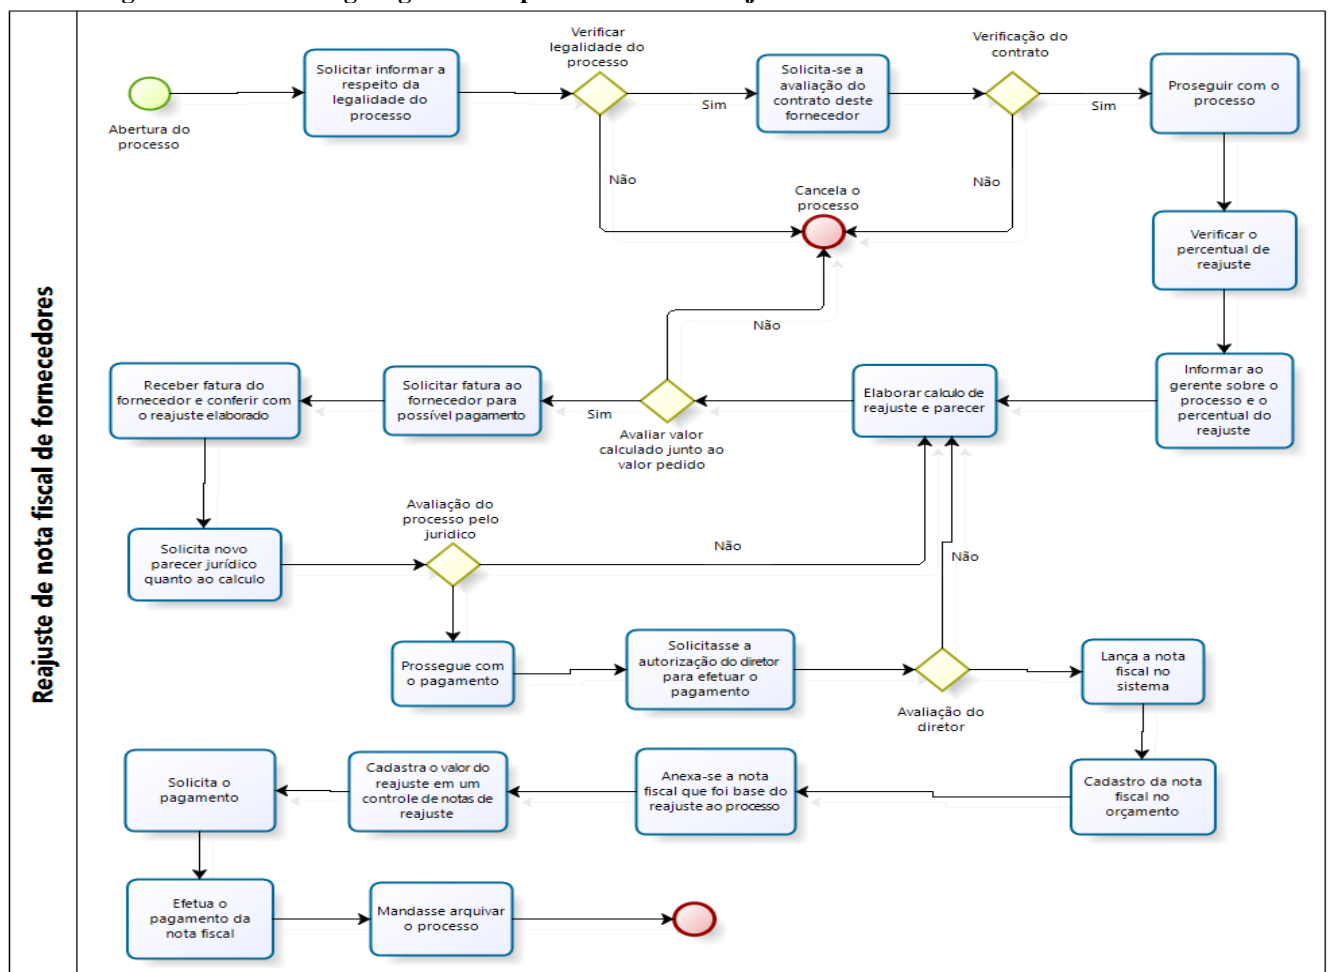 Reajuste de nota fiscal de fornecedores
Abertura do
processo
Solicitar informar a
respeito da
legalidade do
processo
Verificar
legalidade do
processo
Sim
Não
Solicita-se a
avaliação do
contrato deste
fornecedor
Verificação do
contrato
Sim
Não
Proseguir com o
processo
Cancela o
processo
Verificar o
percentual de
reajuste
Informar ao
gerente sobre o
processo e o
percentual do
reajuste
Elaborar calculo de
reajuste e parecer
Não
Avaliar valor
calculado junto ao
valor pedido
Sim
Solicitar fatura ao
fornecedor para
possível pagamento
Receber fatura do
fornecedor e conferir com
o reajuste elaborado
Solicita novo
parecer jurídico
quanto ao calculo
Avaliação do
processo pelo
juridico
Não
Prossegue com
o pagamento
Solicitasse a
autorização do diretor
para efetuar o
pagamento
Não
Avaliação do
diretor
Lança a nota
fiscal no
sistema
Cadastro da nota
fiscal no
orçamento
Anexa-se a nota
fiscal que foi base do
reajuste ao processo
Cadastra o valor do
reajuste em um
controle de notas de
reajuste
Solicita o
pagamento
Efetua o
pagamento da
nota fiscal
Mandasse arquivar
o processo